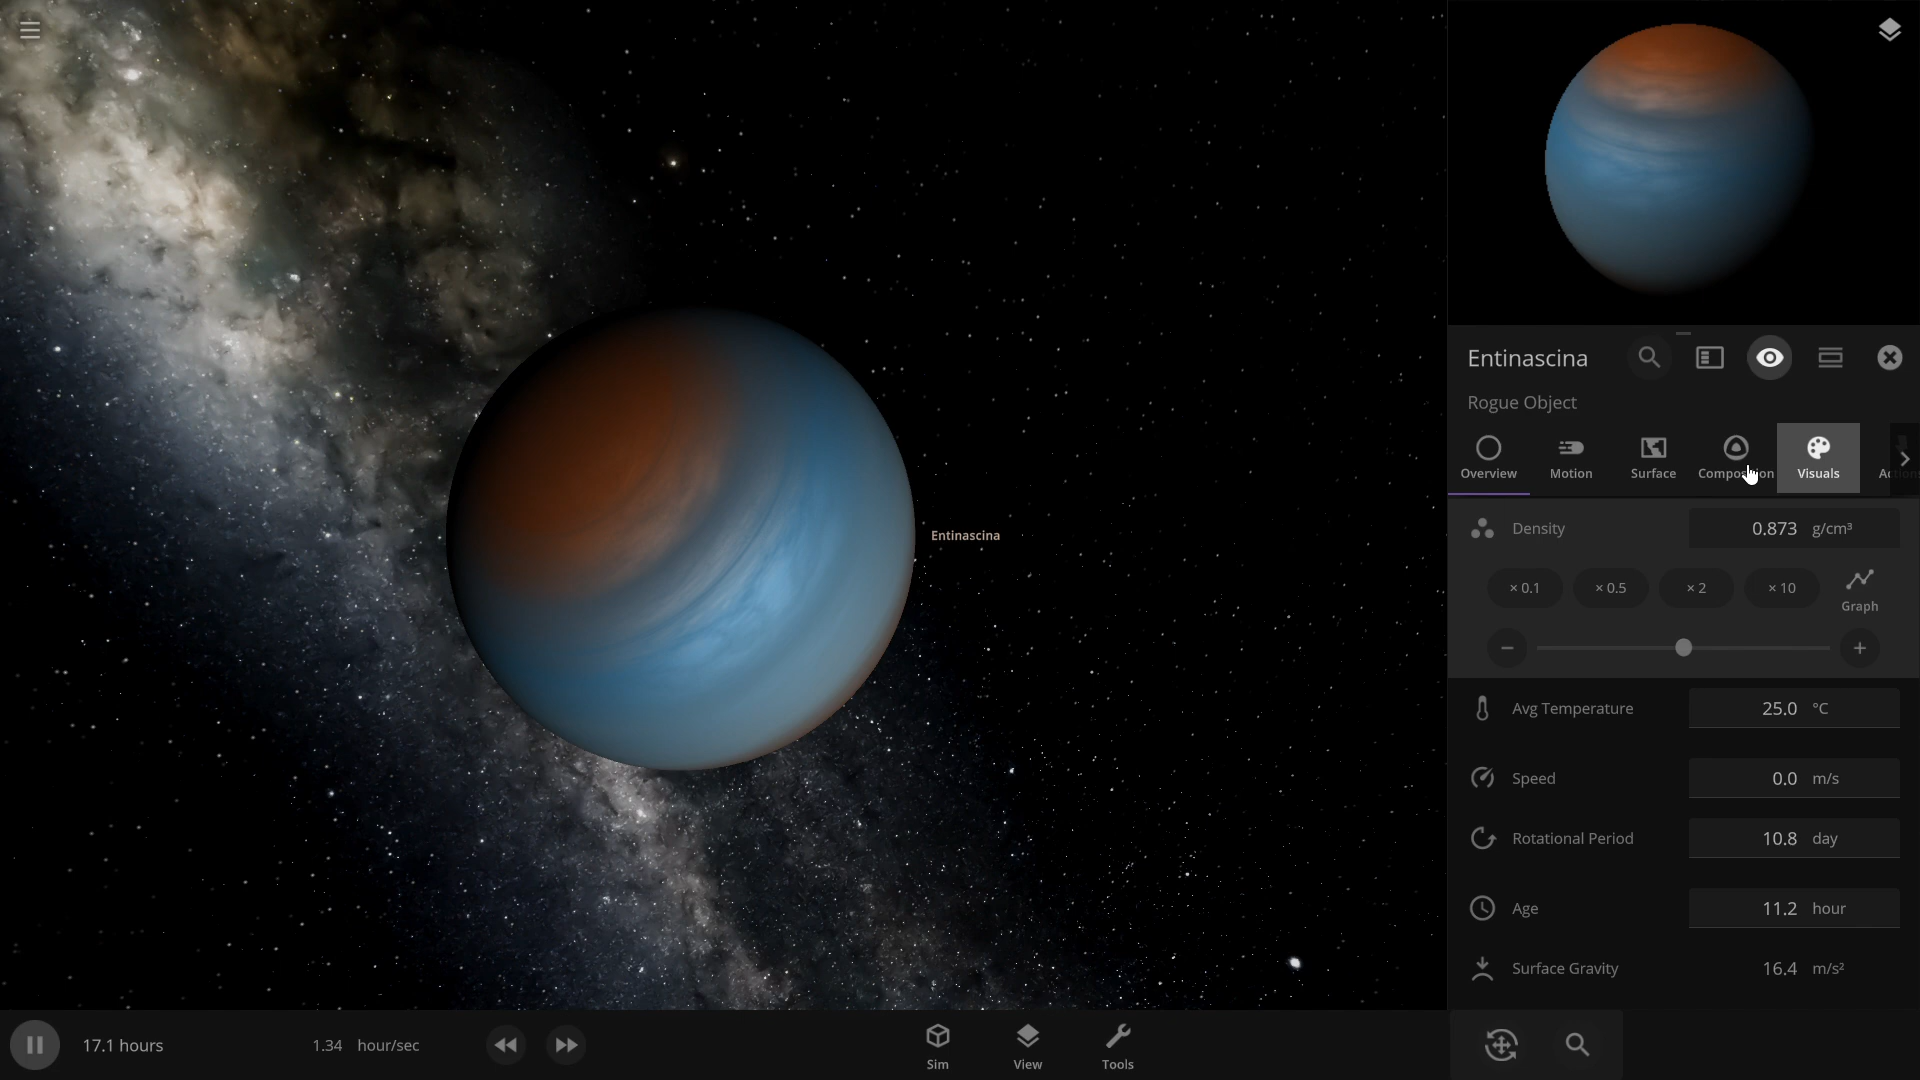 Entinascina
Entinascina
Rogue Object
Overview
Motion
Surface
Visuals
Density
0.873 g/cm³
× 0.1
× 0.5
× 2
× 10
Graph
Avg Temperature
25.0 °C
Speed
0.0 m/s
Rotational Period
10.8 day
Age
11.2 hour
Surface Gravity
16.4 m/s²
17.1 hours
1.34 hour/sec
Sim
View
Tools